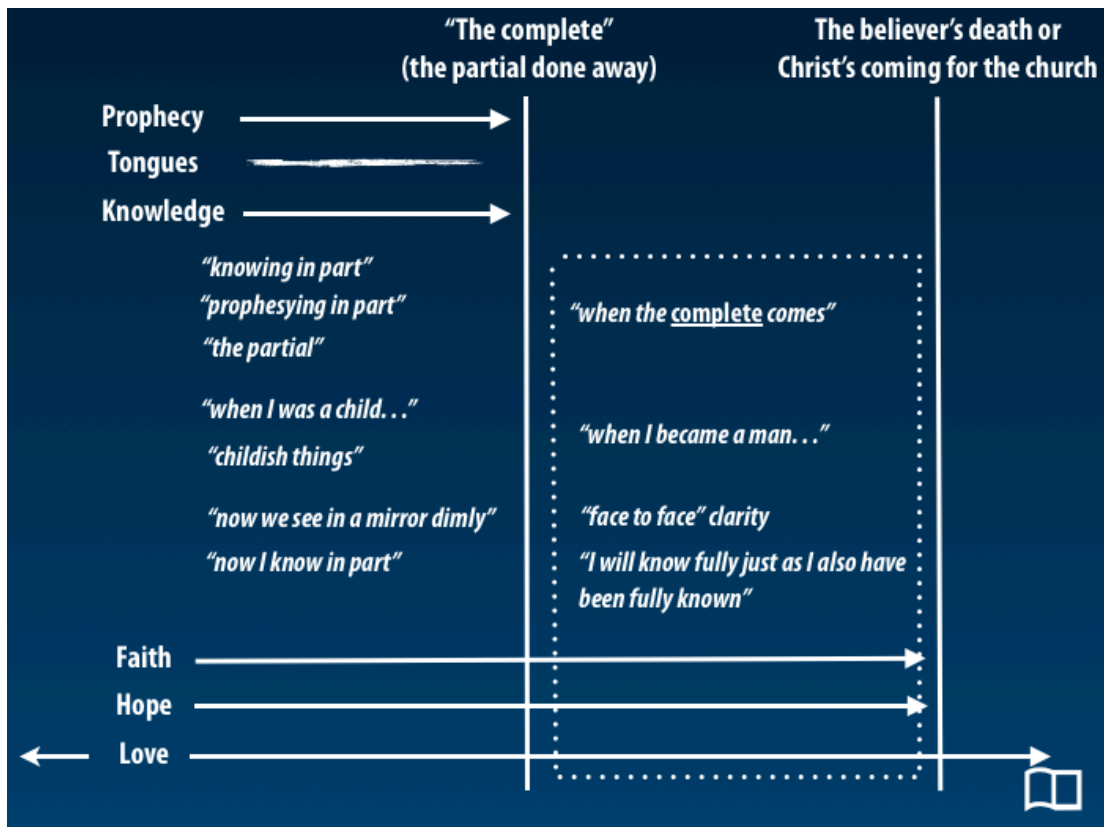 “The complete”
(the partial done away)
The believer’s death or
Christ’s coming for the church
Prophecy
Tongues
Knowledge
“knowing in part”
“prophesying in part”
“the partial”
“when I was a child. . .”
“childish things”
“now we see in a mirror dimly”
“now I know in part”
“when the complete comes”
“when I became a man. . .”
“face to face” clarity
“I will know fully just as I also have
been fully known”
Faith
Hope
Love